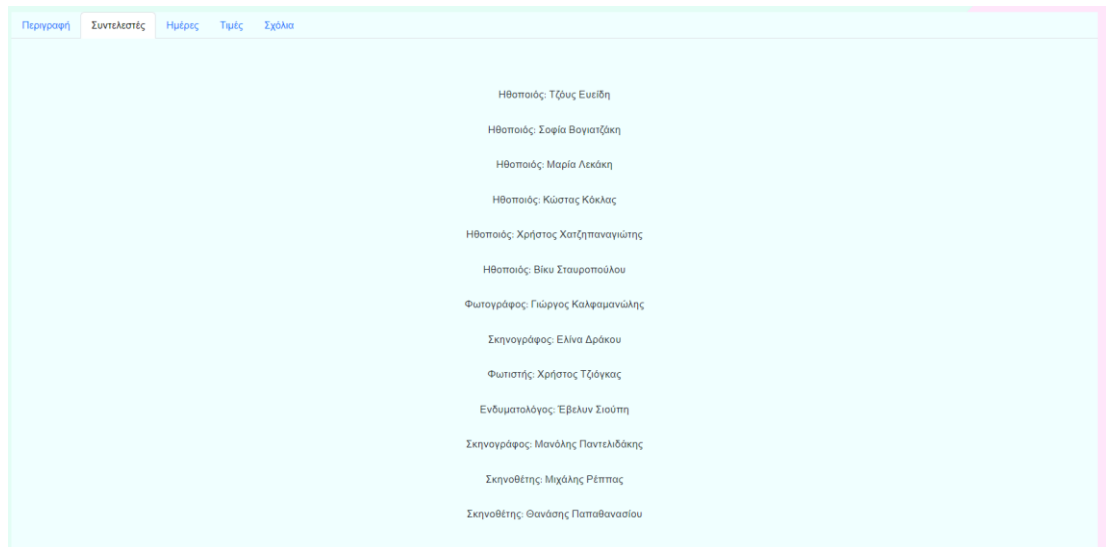 Περιγραφή Συντελεστές Ημέρες Τιμές Σχόλια
Ηθοποιός: Τζόυς Ευείδη
Ηθοποιός: Σοφία Βογιατζάκη
Ηθοποιός: Μαρία Λεκάκη
Ηθοποιός: Κώστας Κόκλας
Ηθοποιός: Χρήστος Χατζηπαναγιώτης
Ηθοποιός: Βίκυ Σταυροπούλου
Φωτογράφος: Γιώργος Καλφαμανώλης
Σκηνογράφος: Ελίνα Δράκου
Φωτιστής: Χρήστος Τζιόγκας
Ενδυματολόγος: Έβελυν Σιούπη
Σκηνογράφος: Μανόλης Παντελιδάκης
Σκηνοθέτης: Μιχάλης Ρέππας
Σκηνοθέτης: Θανάσης Παπαθανασίου